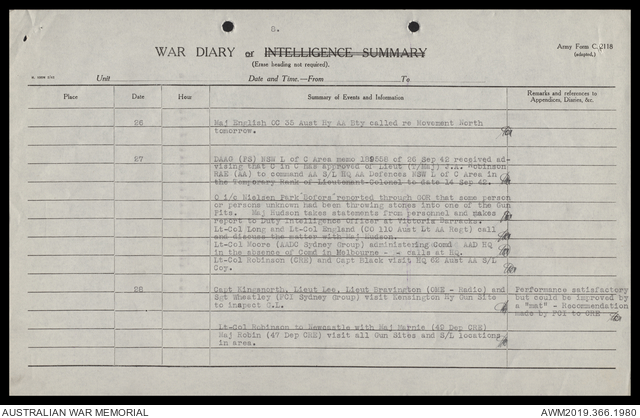 8.
WAR DIARY or INTELLIGENCE SUMMARY
Army Form C. 2118
(adapted.)
(Erase heading not required).
Unit
Date and Time.—From To
Place
Date
Hour
Summary of Events and Information
Remarks and references to
Appendices, Diaries, &c.
26
Maj English OC 35 Aust Hy AA Bty called re Movement North
tomorrow.
27
DAAG (PS) NSW L of C Area memo 189558 of 26 Sep 42 received ad-
vising that C in C has approved of Lieut (T/Maj) J.A. Robinson
RAE (AA) to command AA S/L HQ AA Defences NSW L of C Area in
the Temporary Rank of Lieutenant-Colonel to date 14 Sep 42.
O i/c Nielsen Park Bofors reported through GOR that some person
or persons unknown had been throwing stones into one of the Gun
Pits. Maj Hudson takes statements from personnel and makes
report to Duty Intelligence Officer at Victoria Barracks.
Lt-Col Long and Lt-Col England (CO 110 Aust Lt AA Regt) call
and discuss the matter with Maj Hudson.
Lt-Col Moore (AADC Sydney Group) administering Comd AAD HQ
in the absence of Comd in Melbourne - - calls at HQ.
Lt-Col Robinson (CRE) and Capt Black visit HQ 62 Aust AA S/L
Coy.
28
Capt Kingsnorth, Lieut Lee, Lieut Bravington (OME - Radio) and
Sgt Wheatley (FCI Sydney Group) visit Kensington Hy Gun Site
to inspect G.L.
Performance satisfactory
but could be improved by
a "mat" - Recommendation
made by FCI to CRE
Lt-Col Robinson to Newcastle with Maj Barnie (49 Dep CRE)
Maj Robin (47 Dep CRE) visit all Gun Sites and S/L locations
in area.
AUSTRALIAN WAR MEMORIAL
AWM2019.366.1980